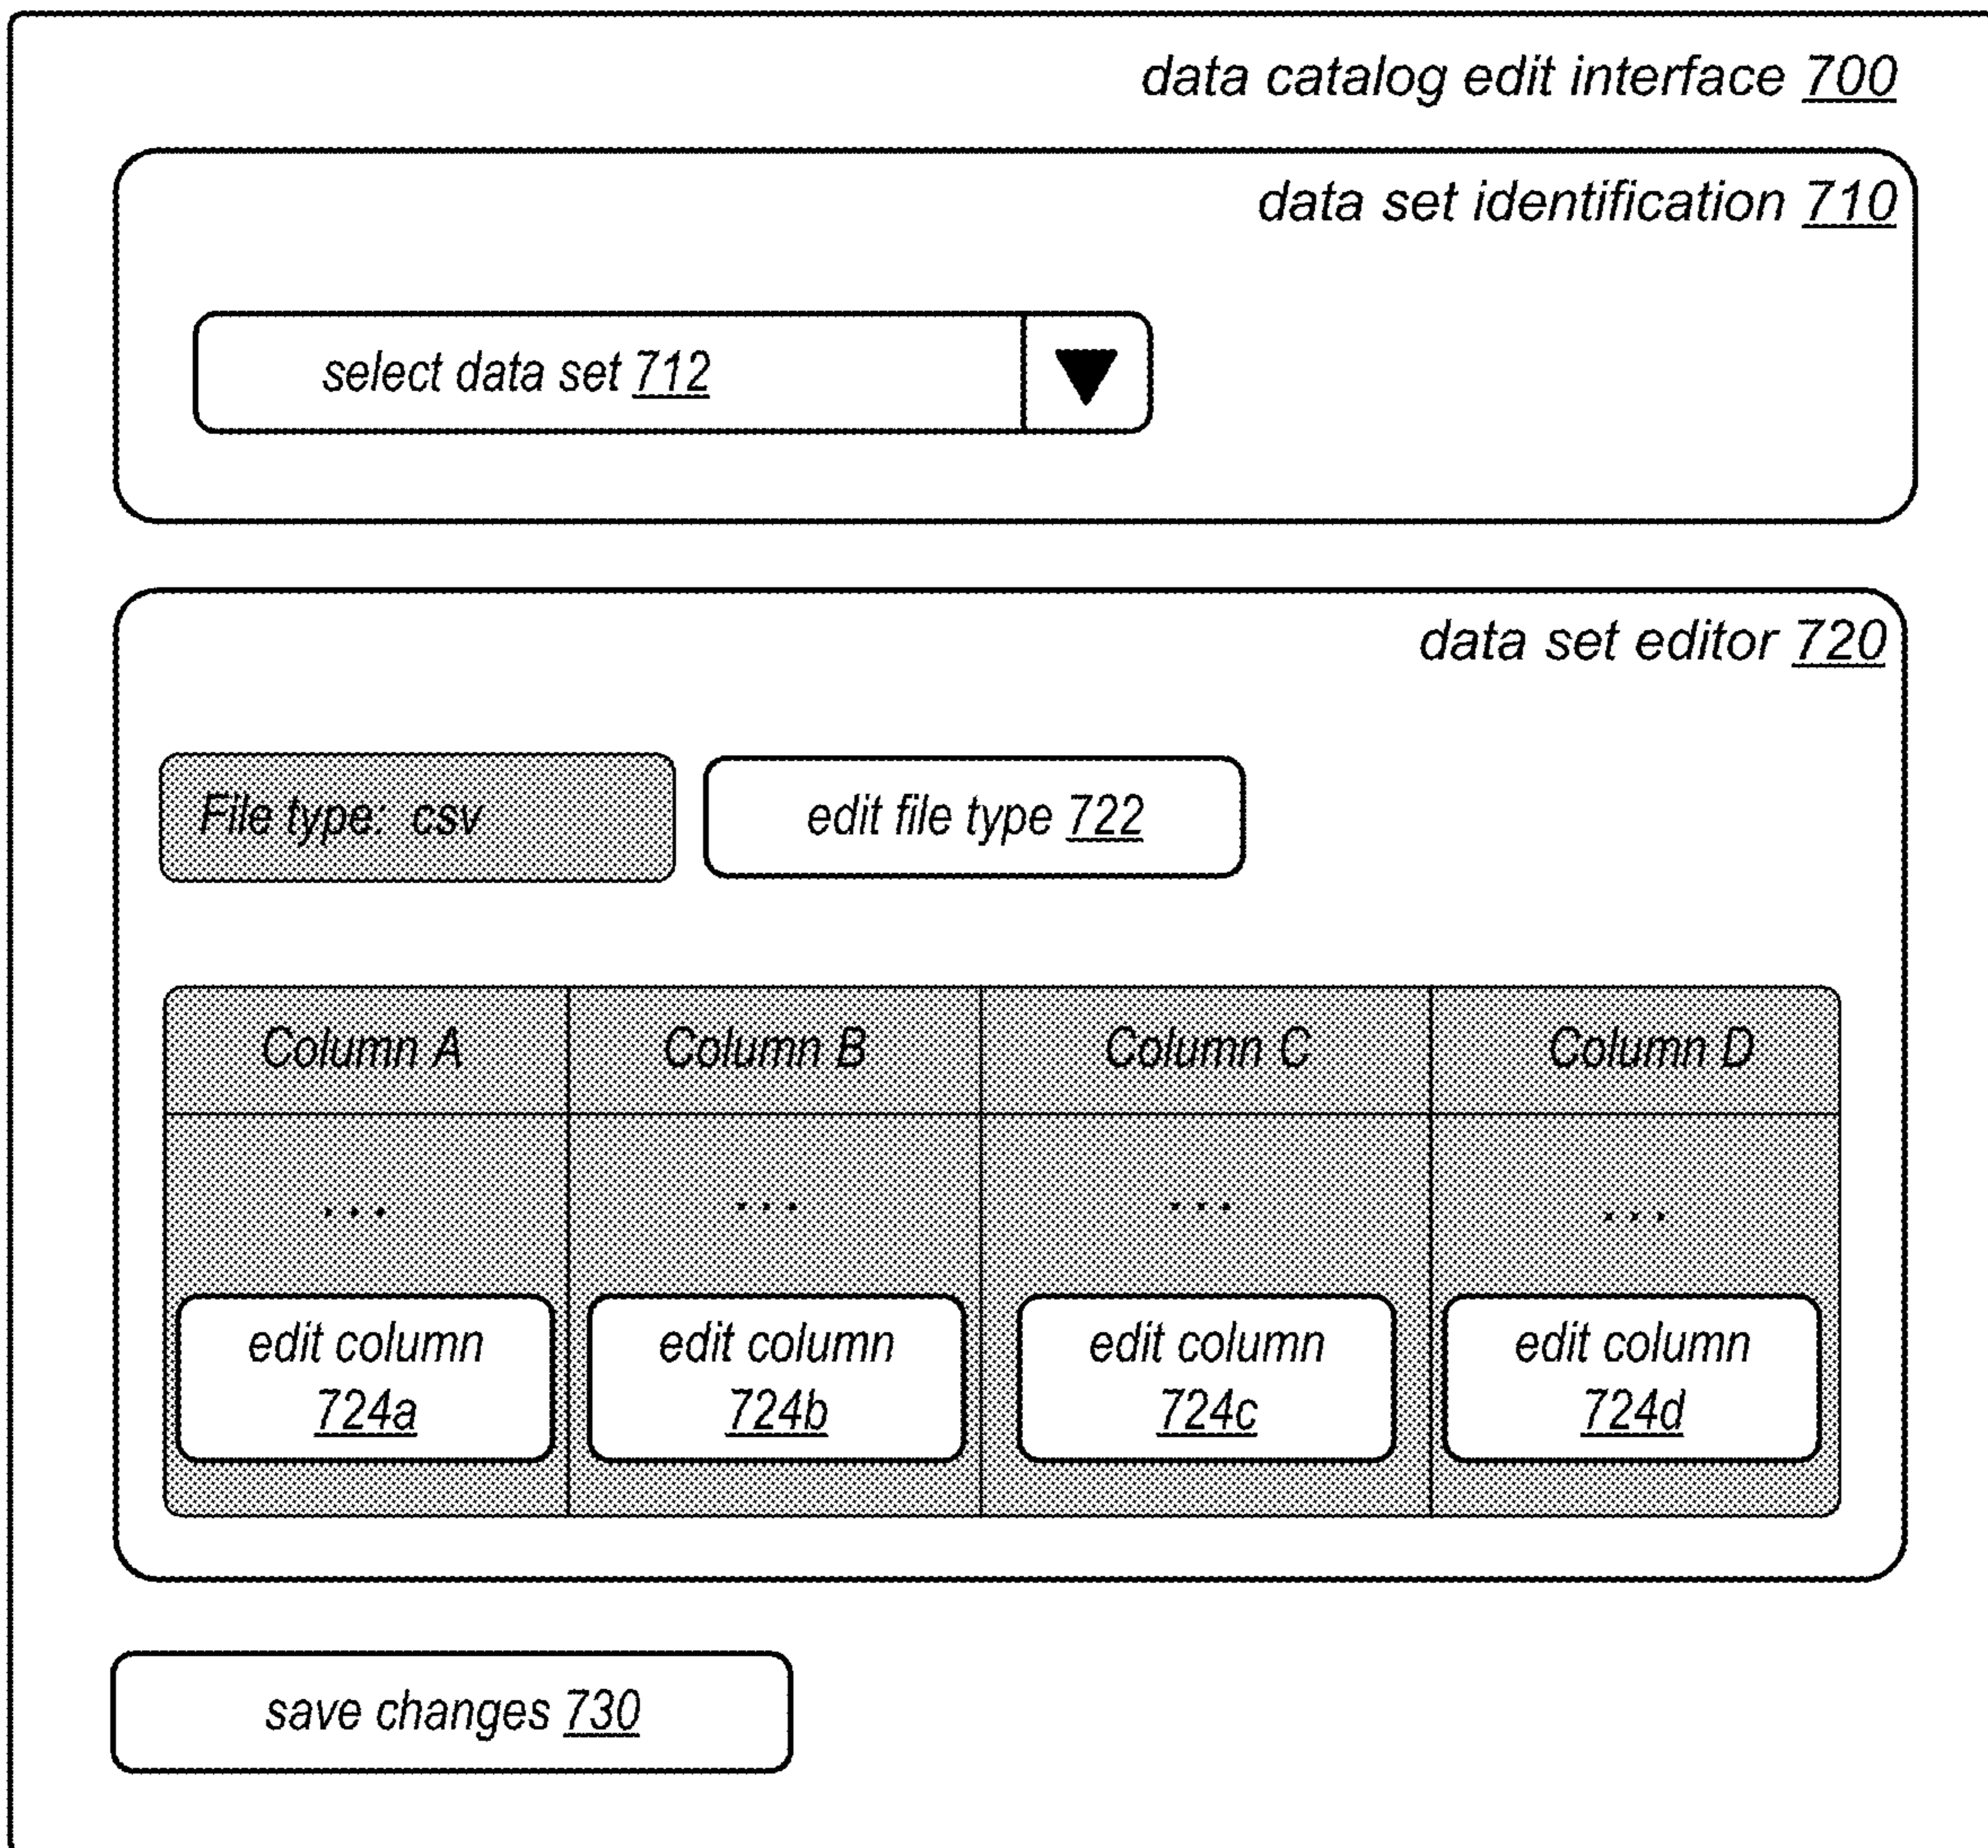 data catalog edit interface 700
data set identification 710
select data set 712
data set editor 720
File type: csv
edit file type 722
Column A
Column B
Column C
Column D
...
...
...
...
edit column
724a
edit column
724b
edit column
724c
edit column
724d
save changes 730